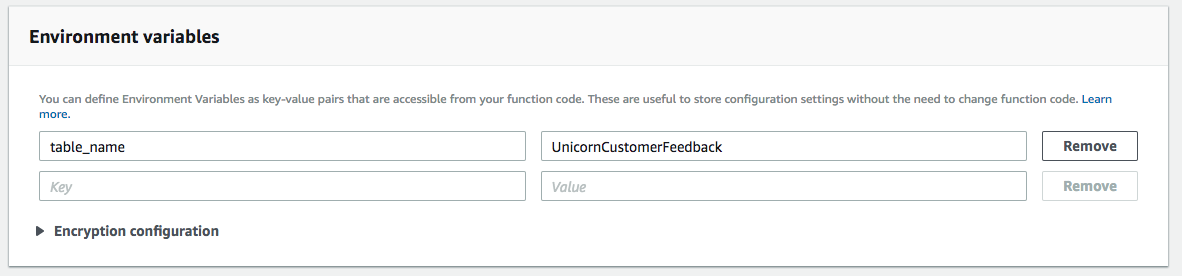 Environment variables
You can define Environment Variables as key-value pairs that are accessible from your function code. These are useful to store configuration settings without the need to change function code. Learn
more.
table_name UnicornCustomerFeedback Remove
Key Value Remove
Encryption configuration